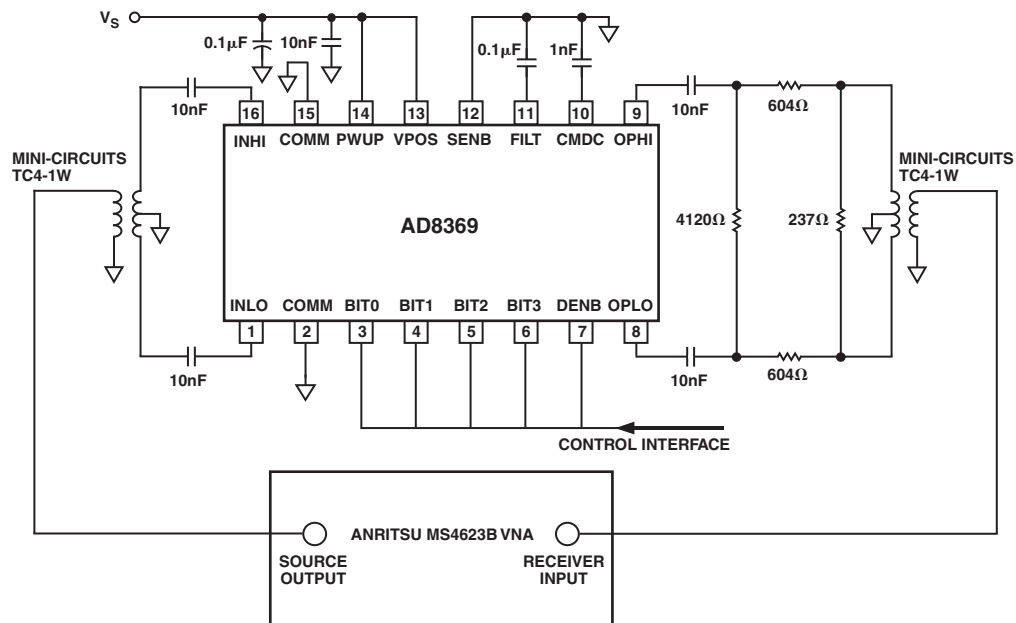 V_S
0.1µF
10nF
0.1µF
1nF
10nF
10nF
604Ω
16 15 14 13 12 11 10 9
INHI COMM PWUP VPOS SENB FILT CMDC OPHI
MINI-CIRCUITS
TC4-1W
MINI-CIRCUITS
TC4-1W
AD8369
4120Ω
237Ω
INLO COMM BIT0 BIT1 BIT2 BIT3 DENB OPLO
1 2 3 4 5 6 7 8
10nF
10nF
604Ω
CONTROL INTERFACE
ANRITSU MS4623B VNA
SOURCE
OUTPUT
RECEIVER
INPUT